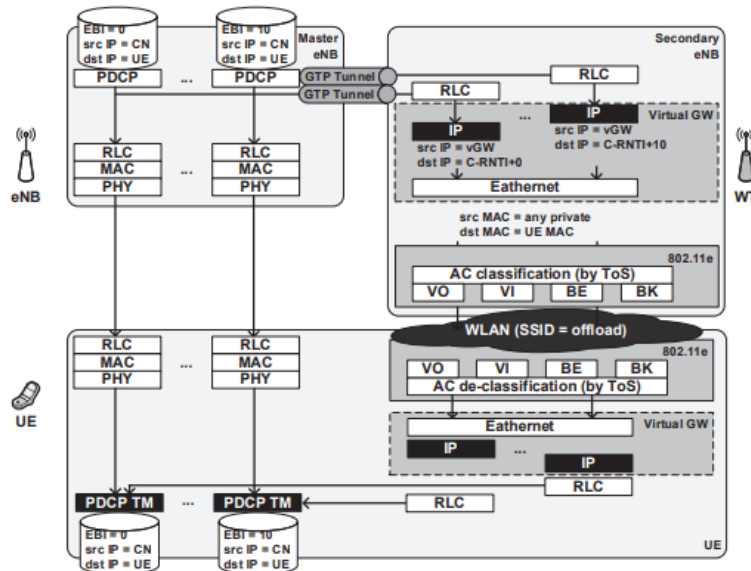 EBI = 0
src IP = CN
dst IP = UE
EBI = 10
src IP = CN
dst IP = UE
Master
eNB
Secondary
eNB
PDCP
...
PDCP
GTP Tunnel
GTP Tunnel
RLC
RLC
IP
...
IP
Virtual GW
src IP = vGW
dst IP = C-RNTI+0
src IP = vGW
dst IP = C-RNTI+10
Eathernet
RLC
MAC
PHY
...
RLC
MAC
PHY
eNB
WT
src MAC = any private
dst MAC = UE MAC
802.11e
AC classification (by ToS)
VO
VI
BE
BK
WLAN (SSID = offload)
RLC
MAC
PHY
...
RLC
MAC
PHY
802.11e
VO
VI
BE
BK
AC de-classification (by ToS)
UE
Eathernet
Virtual GW
IP
...
IP
RLC
RLC
PDCP TM
...
PDCP TM
EBI = 0
src IP = CN
dst IP = UE
EBI = 10
src IP = CN
dst IP = UE
UE